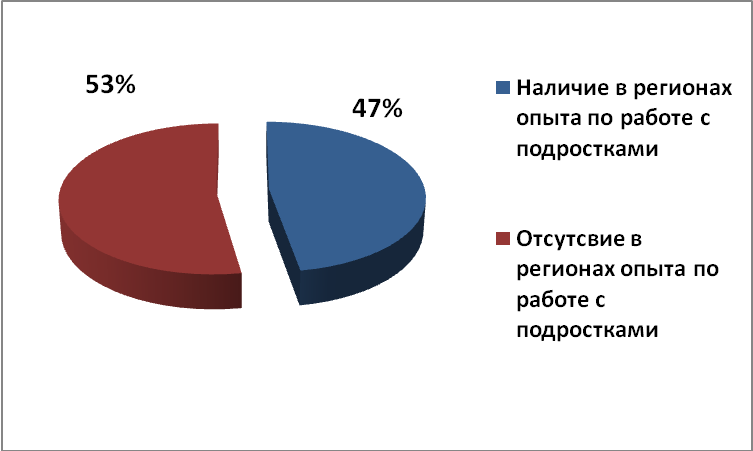 53%
47%
Наличие в регионах
опыта по работе с
подростками
Отсутсвие в
регионах опыта по
работе с
подростками